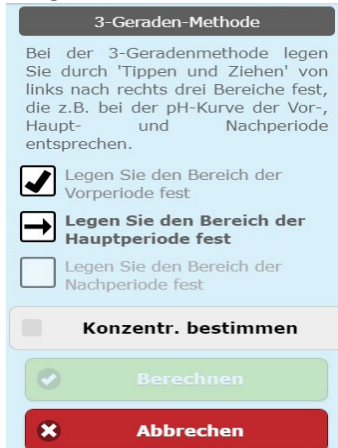 3-Geraden-Methode
Bei der 3-Geradenmethode legen
Sie durch 'Tippen und Ziehen' von
links nach rechts drei Bereiche fest,
die z.B. bei der pH-Kurve der Vor-,
Haupt- und Nachperiode
entsprechen.
Legen Sie den Bereich der
Vorperiode fest
Legen Sie den Bereich der
Hauptperiode fest
Legen Sie den Bereich der
Nachperiode fest
Konzentr. bestimmen
Berechnen
Abbrechen